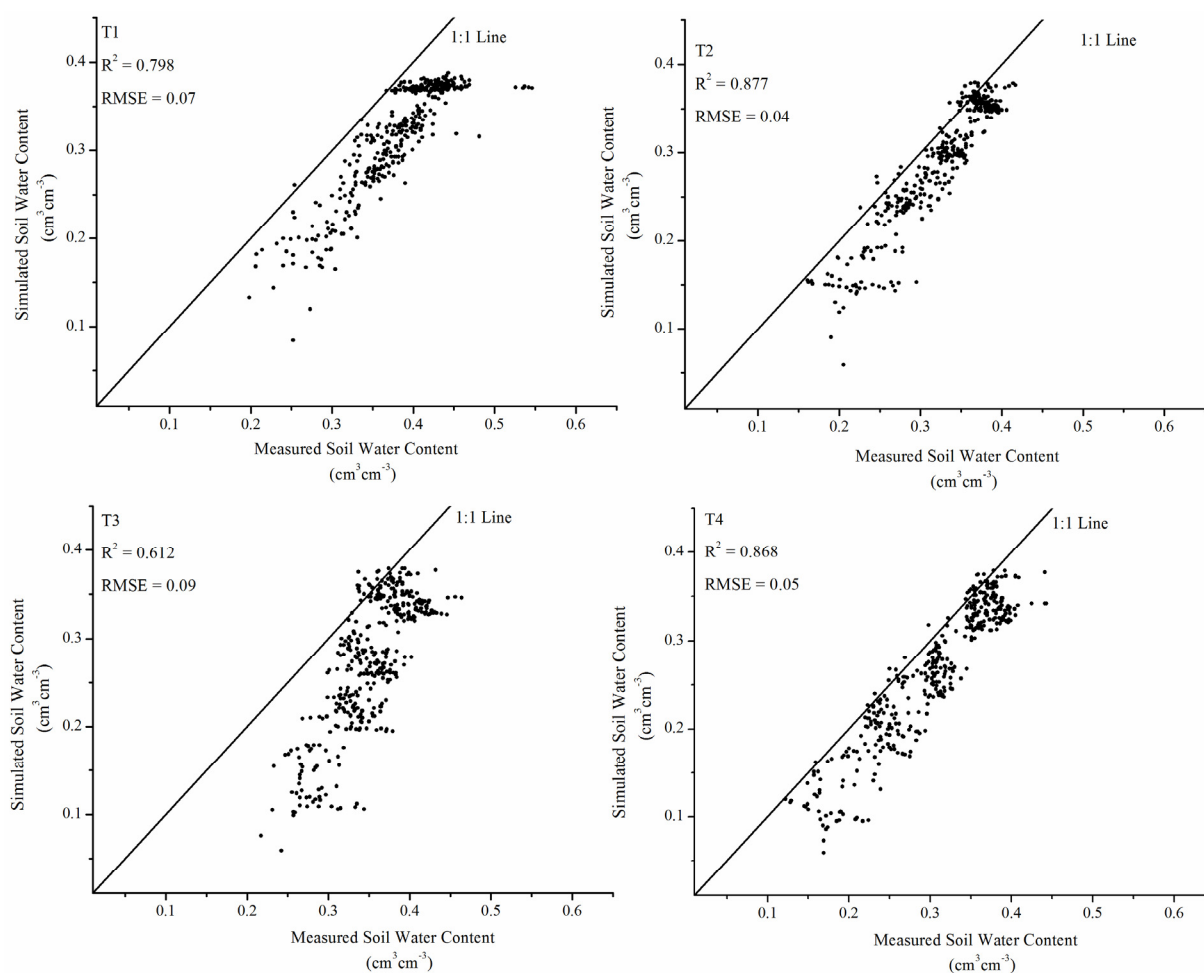 T1
R² = 0.798
RMSE = 0.07
1:1 Line
0.4
0.3
0.2
0.1
Simulated Soil Water Content
(cm³cm⁻³)
0.1 0.2 0.3 0.4 0.5 0.6
Measured Soil Water Content
(cm³cm⁻³)
T2
R² = 0.877
RMSE = 0.04
1:1 Line
0.4
0.3
0.2
0.1
Simulated Soil Water Content
(cm³cm⁻³)
0.1 0.2 0.3 0.4 0.5 0.6
Measured Soil Water Content
(cm³cm⁻³)
T3
R² = 0.612
RMSE = 0.09
1:1 Line
0.4
0.3
0.2
0.1
Simulated Soil Water Content
(cm³cm⁻³)
0.1 0.2 0.3 0.4 0.5 0.6
Measured Soil Water Content
(cm³cm⁻³)
T4
R² = 0.868
RMSE = 0.05
1:1 Line
0.4
0.3
0.2
0.1
Simulated Soil Water Content
(cm³cm⁻³)
0.1 0.2 0.3 0.4 0.5 0.6
Measured Soil Water Content
(cm³cm⁻³)